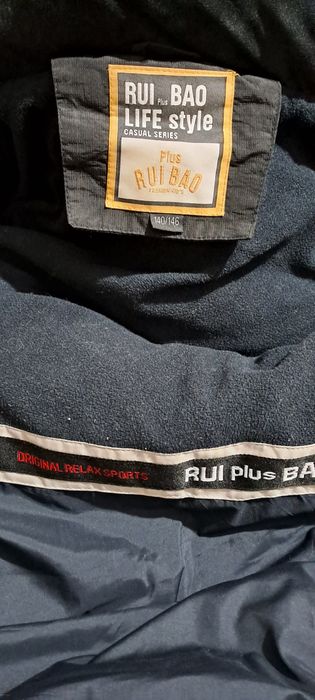 RUI Plus BAO
LIFE style
CASUAL SERIES
Plus
RUI BAO
140/146
ORIGINAL RELAX SPORTS
RUI Plus BA